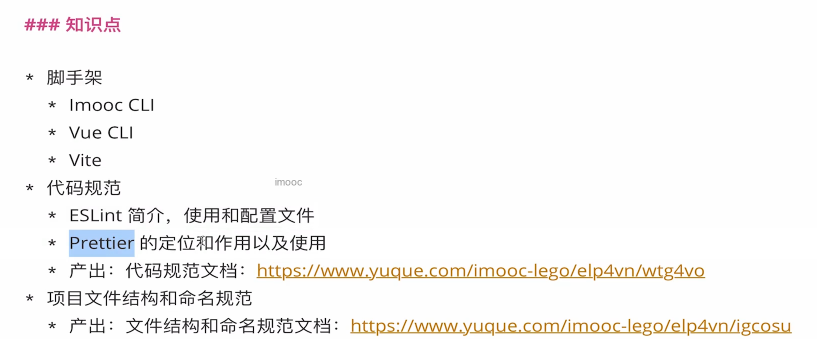 ### 知识点
* 脚手架
* Imooc CLI
* Vue CLI
* Vite
* 代码规范
imooc
* ESLint 简介，使用和配置文件
* Prettier 的定位和作用以及使用
* 产出：代码规范文档：https://www.yuque.com/imooc-lego/elp4vn/wtg4vo
* 项目文件结构和命名规范
* 产出：文件结构和命名规范文档：https://www.yuque.com/imooc-lego/elp4vn/igcosu